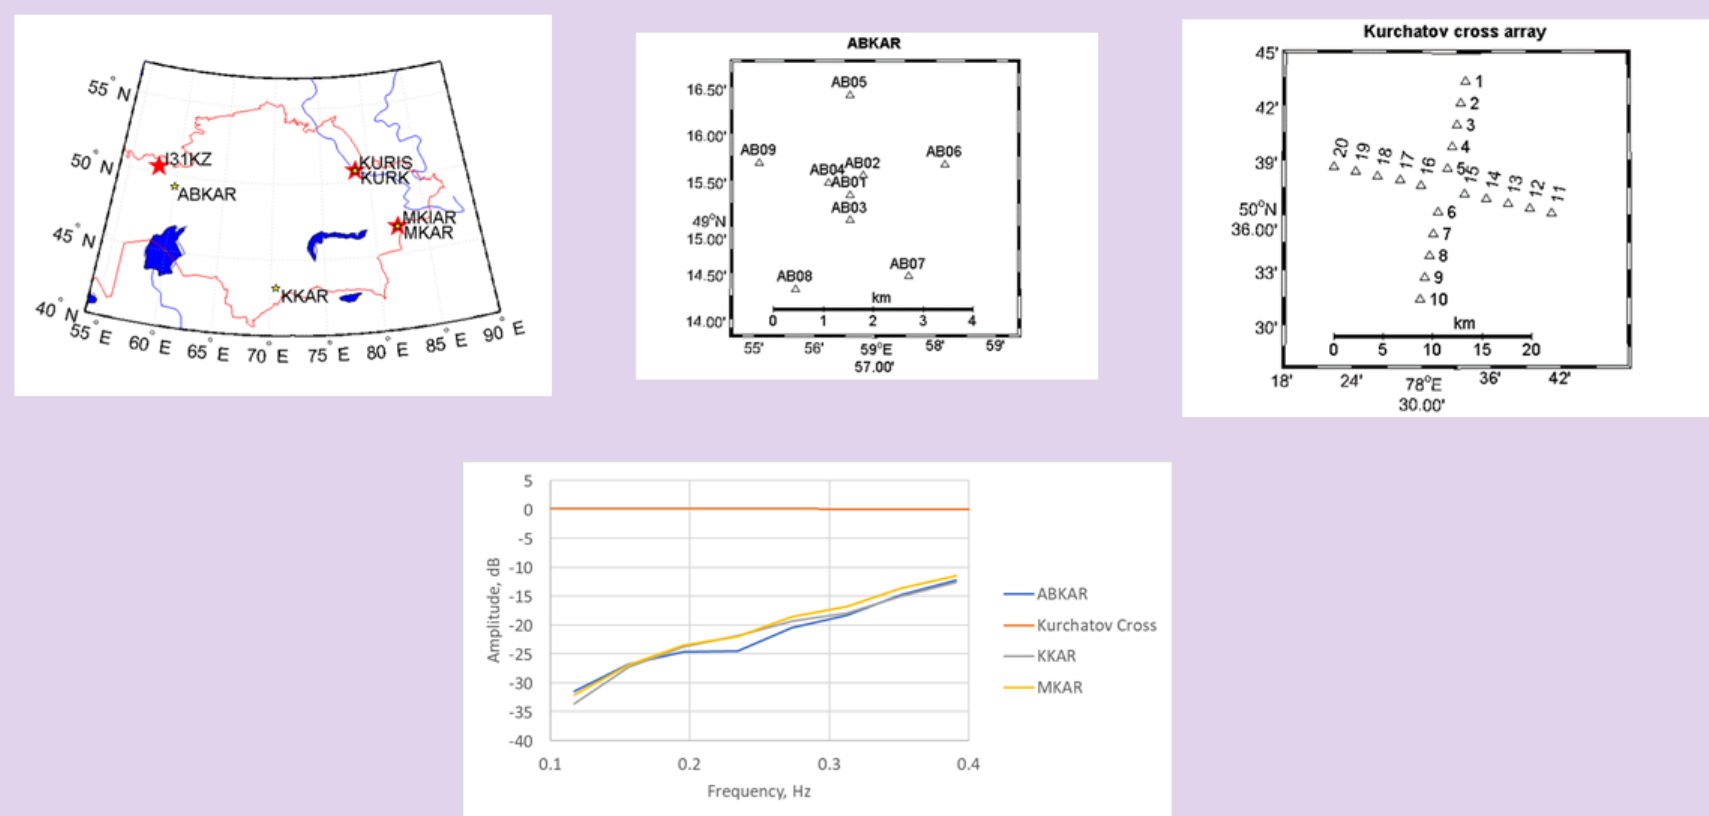 55° N
50° N
45° N
40° N
I31KZ
ABKAR
KURIS
KURK
MKIAR
MKAR
KKAR
55° E
60° E
65° E
70° E
75° E
80° E
85° E
90° E
ABKAR
16.50'
16.00'
15.50'
49°N
15.00'
14.50'
14.00'
AB05
AB09
AB06
AB02
AB04
AB01
AB03
AB07
AB08
km
0 1 2 3 4
55' 56' 59°E 58' 59'
57.00'
Kurchatov cross array
45'
42'
39'
50°N
36.00'
33'
30'
1
2
3
4
5
20 19 18 17 16 15 14 13 12 11
6
7
8
9
10
km
0 5 10 15 20
18' 24' 78°E 36' 42'
30.00'
5
0
-5
-10
-15
-20
-25
-30
-35
-40
Amplitude, dB
0.1 0.2 0.3 0.4
Frequency, Hz
ABKAR
Kurchatov Cross
KKAR
MKAR